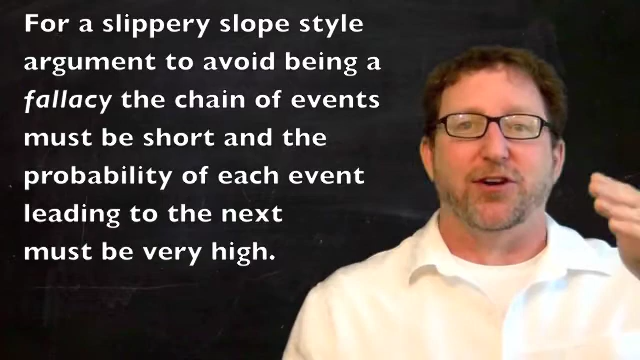 For a slippery slope style
argument to avoid being a
fallacy the chain of events
must be short and the
probability of each event
leading to the next
must be very high.